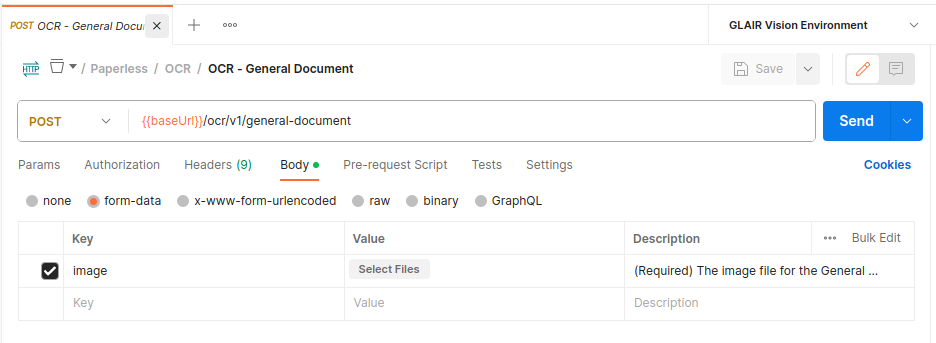 POST OCR - General Docu
GLAIR Vision Environment
HTTP / Paperless / OCR / OCR - General Document
Save
POST {{baseUrl}}/ocr/v1/general-document
Send
Params Authorization Headers (9) Body Pre-request Script Tests Settings Cookies
none form-data x-www-form-urlencoded raw binary GraphQL
Key Value Description Bulk Edit
image Select Files (Required) The image file for the General ...
Key Value Description